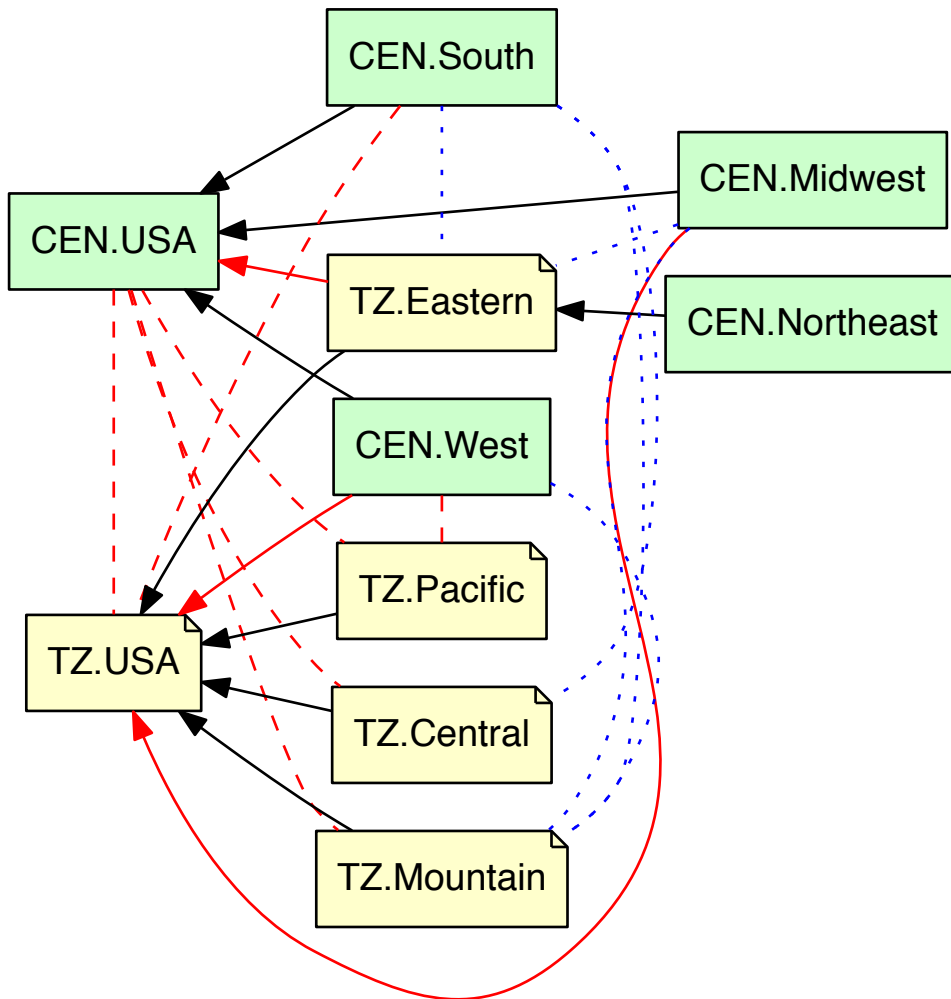 CEN.South
CEN.Midwest
CEN.USA
TZ.Eastern
CEN.Northeast
CEN.West
TZ.Pacific
TZ.USA
TZ.Central
TZ.Mountain